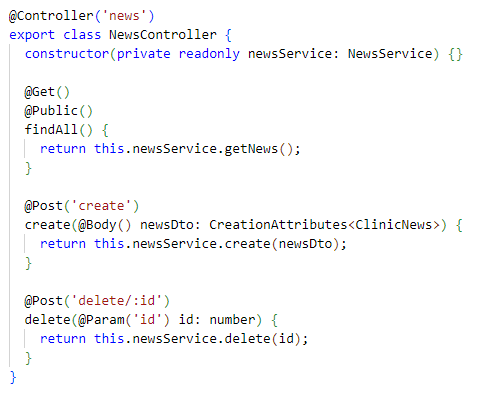 @Controller('news')
export class NewsController {
constructor(private readonly newsService: NewsService) {}
@Get()
@Public()
findAll() {
return this.newsService.getNews();
}
@Post('create')
create(@Body() newsDto: CreationAttributes<ClinicNews>) {
return this.newsService.create(newsDto);
}
@Post('delete/:id')
delete(@Param('id') id: number) {
return this.newsService.delete(id);
}
}